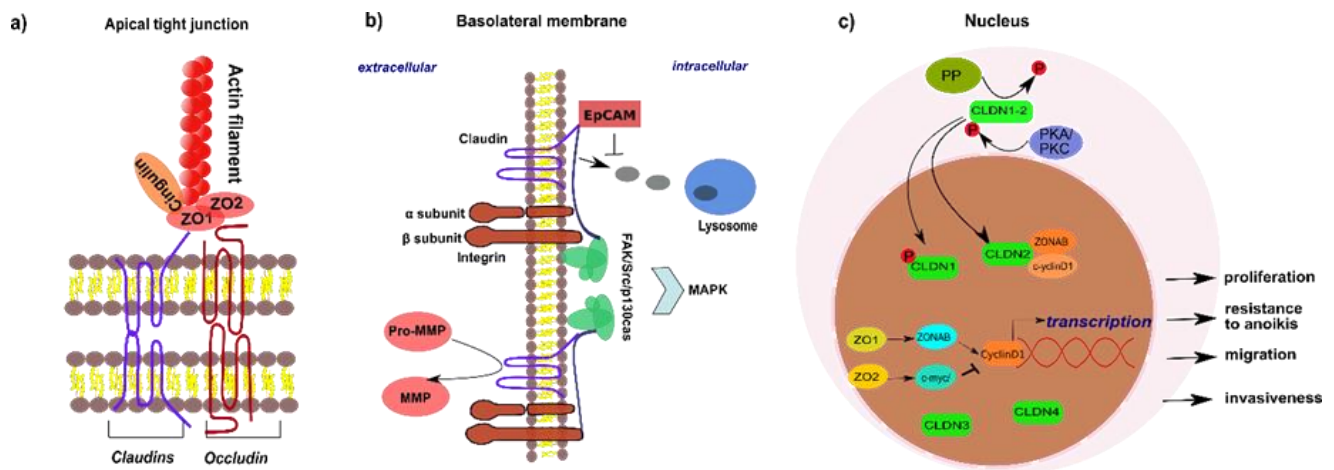 a)
Apical tight junction
Actin filament
Cingulin
ZO2
ZO1
Claudins
Occludin
b)
Basolateral membrane
extracellular
intracellular
EpCAM
Claudin
α subunit
β subunit
Integrin
Lysosome
FAK/Src/p130cas
MAPK
Pro-MMP
MMP
c)
Nucleus
PP
P
CLDN1-2
P
PKA/
PKC
P
CLDN1
CLDN2
ZONAB
c-yclinD1
ZO1
ZONAB
CyclinD1
transcription
ZO2
c-myc/
CLDN3
CLDN4
proliferation
resistance
to anoikis
migration
invasiveness